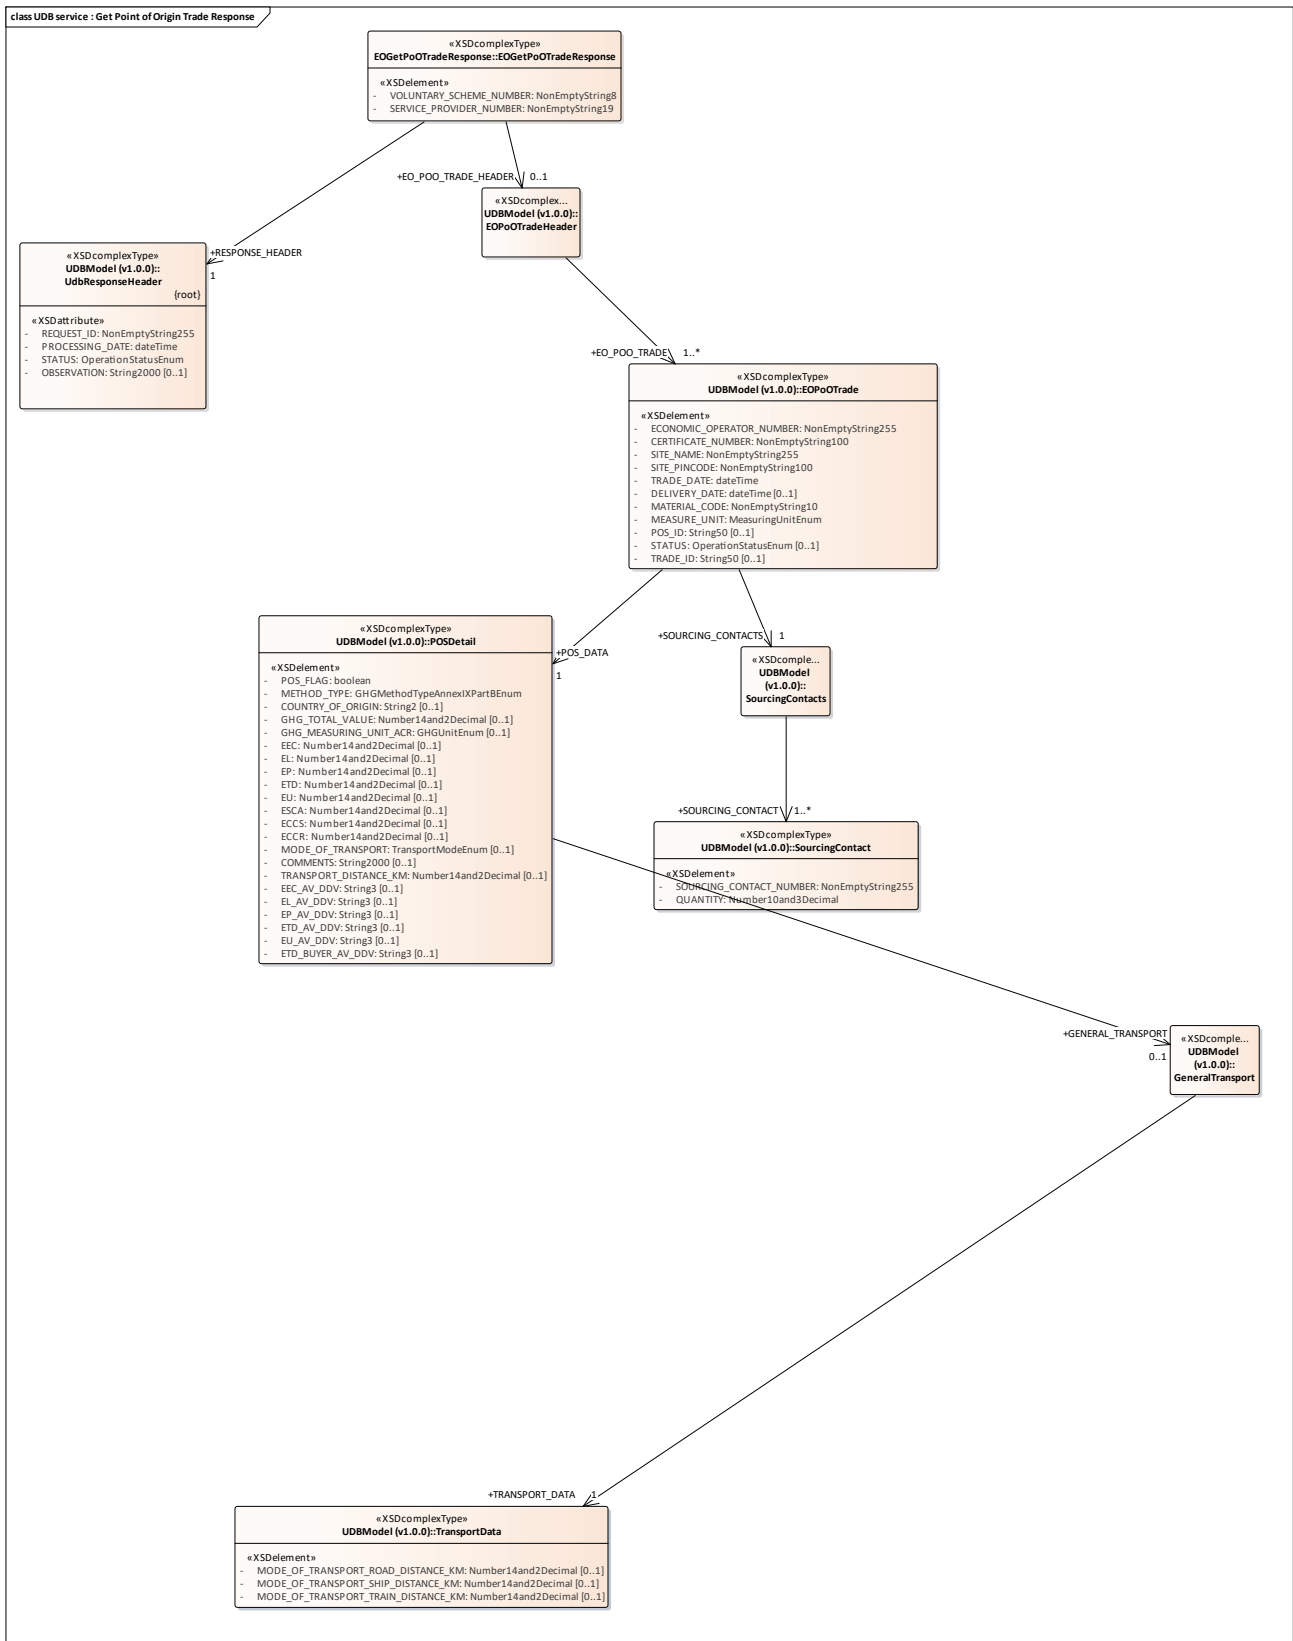 class UDB service : Get Point of Origin Trade Response
«XSDcomplexType»
EOGetPoOTradeResponse::EOGetPoOTradeResponse
«XSDelement»
- VOLUNTARY_SCHEME_NUMBER: NonEmptyString8
- SERVICE_PROVIDER_NUMBER: NonEmptyString19
+EO_POO_TRADE_HEADER
0..1
«XSDcomplex...
UDBModel (v1.0.0)::
EOPoOTradeHeader
+RESPONSE_HEADER
1
«XSDcomplexType»
UDBModel (v1.0.0)::
UdbResponseHeader
{root}
«XSDattribute»
- REQUEST_ID: NonEmptyString255
- PROCESSING_DATE: dateTime
- STATUS: OperationStatusEnum
- OBSERVATION: String2000 [0..1]
+EO_POO_TRADE
1..*
«XSDcomplexType»
UDBModel (v1.0.0)::EOPoOTrade
«XSDelement»
- ECONOMIC_OPERATOR_NUMBER: NonEmptyString255
- CERTIFICATE_NUMBER: NonEmptyString100
- SITE_NAME: NonEmptyString255
- SITE_PINCODE: NonEmptyString100
- TRADE_DATE: dateTime
- DELIVERY_DATE: dateTime [0..1]
- MATERIAL_CODE: NonEmptyString10
- MEASURE_UNIT: MeasuringUnitEnum
- POS_ID: String50 [0..1]
- STATUS: OperationStatusEnum [0..1]
- TRADE_ID: String50 [0..1]
+POS_DATA
1
«XSDcomplexType»
UDBModel (v1.0.0)::POSDetail
«XSDelement»
- POS_FLAG: boolean
- METHOD_TYPE: GHGMethodTypeAnnexIXPartBEnum
- COUNTRY_OF_ORIGIN: String2 [0..1]
- GHG_TOTAL_VALUE: Number14and2Decimal [0..1]
- GHG_MEASURING_UNIT_ACR: GHGUnitEnum [0..1]
- EEC: Number14and2Decimal [0..1]
- EL: Number14and2Decimal [0..1]
- EP: Number14and2Decimal [0..1]
- ETD: Number14and2Decimal [0..1]
- EU: Number14and2Decimal [0..1]
- ESCA: Number14and2Decimal [0..1]
- ECCS: Number14and2Decimal [0..1]
- ECCR: Number14and2Decimal [0..1]
- MODE_OF_TRANSPORT: TransportModeEnum [0..1]
- COMMENTS: String2000 [0..1]
- TRANSPORT_DISTANCE_KM: Number14and2Decimal [0..1]
- EEC_AV_DDV: String3 [0..1]
- EL_AV_DDV: String3 [0..1]
- EP_AV_DDV: String3 [0..1]
- ETD_AV_DDV: String3 [0..1]
- EU_AV_DDV: String3 [0..1]
- ETD_BUYER_AV_DDV: String3 [0..1]
+SOURCING_CONTACTS
1
«XSDcomple...
UDBModel
(v1.0.0)::
SourcingContacts
+SOURCING_CONTACT
1..*
«XSDcomplexType»
UDBModel (v1.0.0)::SourcingContact
«XSDelement»
- SOURCING_CONTACT_NUMBER: NonEmptyString255
- QUANTITY: Number10and3Decimal
+GENERAL_TRANSPORT
0..1
«XSDcomple...
UDBModel
(v1.0.0)::
GeneralTransport
+TRANSPORT_DATA
1
«XSDcomplexType»
UDBModel (v1.0.0)::TransportData
«XSDelement»
- MODE_OF_TRANSPORT_ROAD_DISTANCE_KM: Number14and2Decimal [0..1]
- MODE_OF_TRANSPORT_SHIP_DISTANCE_KM: Number14and2Decimal [0..1]
- MODE_OF_TRANSPORT_TRAIN_DISTANCE_KM: Number14and2Decimal [0..1]